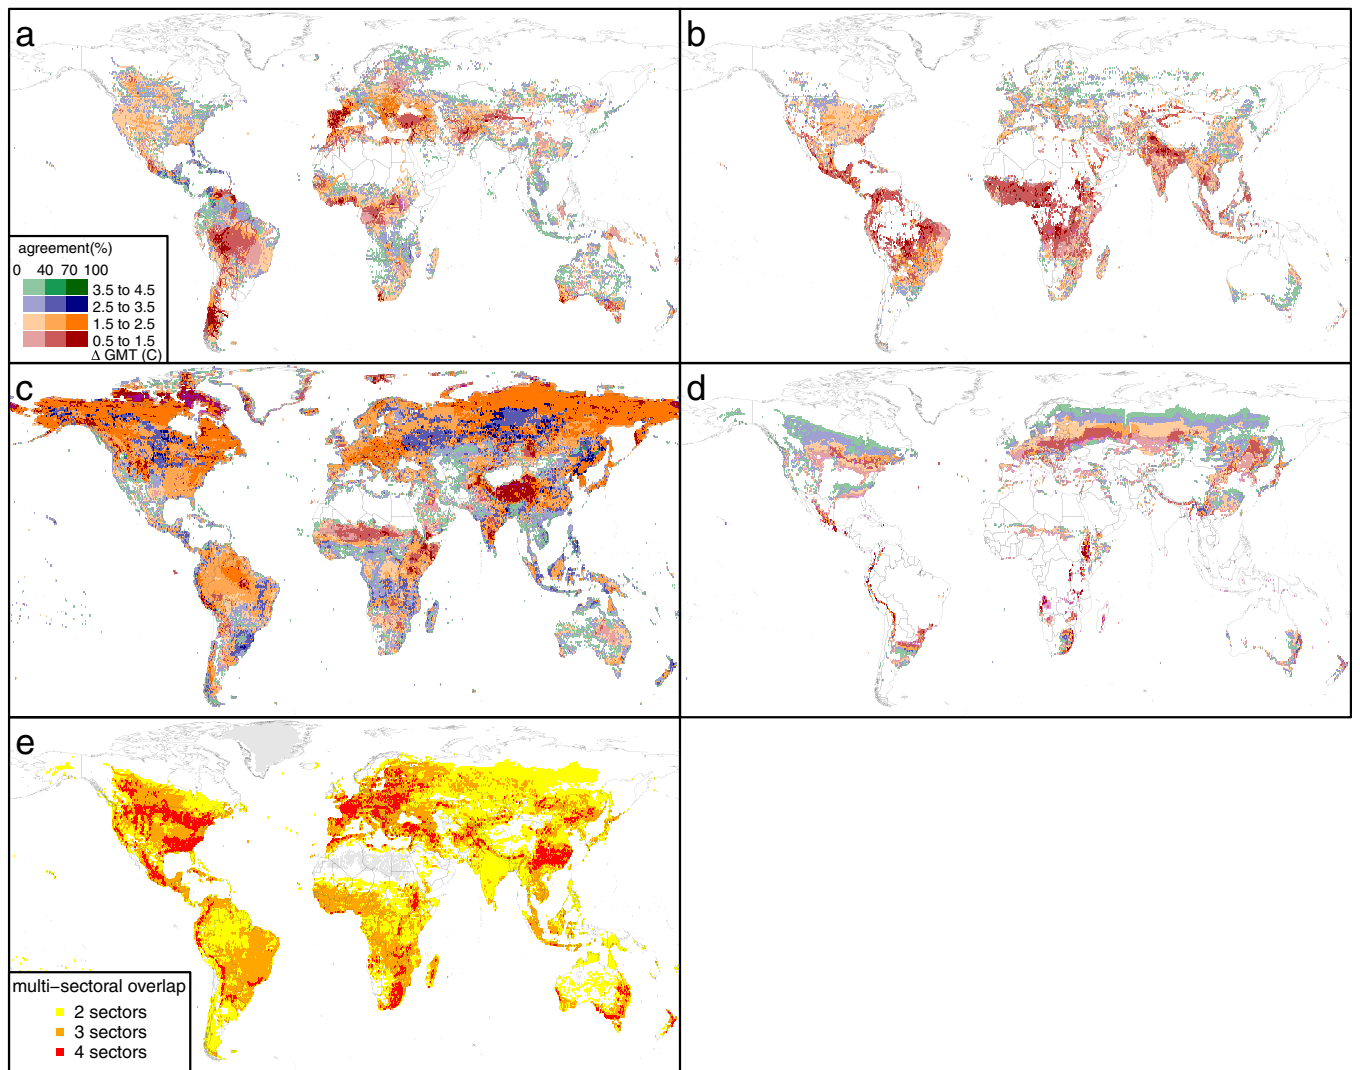 a
b
agreement(%)
0 40 70 100
3.5 to 4.5
2.5 to 3.5
1.5 to 2.5
0.5 to 1.5
Δ GMT (C)
c
d
e
multi−sectoral overlap
2 sectors
3 sectors
4 sectors